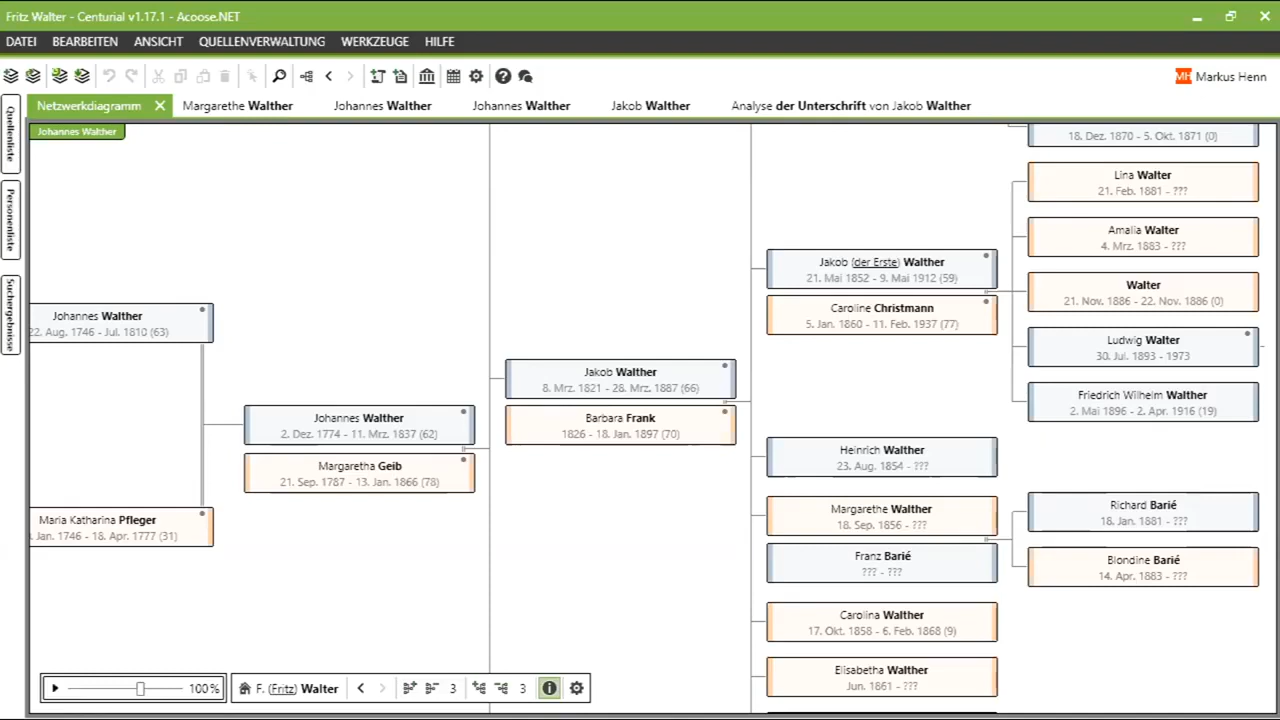 Fritz Walter - Centurial v1.17.1 - Acoose.NET
DATEI BEARBEITEN ANSICHT QUELLENVERWALTUNG WERKZEUGE HILFE
MH Markus Henn
Netzwerkdiagramm Margarethe Walther Johannes Walther Johannes Walther Jakob Walther Analyse der Unterschrift von Jakob Walther
Quellenliste
Personenliste
Suchergebnisse
Johannes Walther
Johannes Walther
22. Aug. 1746 - Jul. 1810 (63)
Maria Katharina Pfleger
. Jan. 1746 - 18. Apr. 1777 (31)
Johannes Walther
2. Dez. 1774 - 11. Mrz. 1837 (62)
Margaretha Geib
21. Sep. 1787 - 13. Jan. 1866 (78)
Jakob Walther
8. Mrz. 1821 - 28. Mrz. 1887 (66)
Barbara Frank
1826 - 18. Jan. 1897 (70)
Jakob (der Erste) Walther
21. Mai 1852 - 9. Mai 1912 (59)
Caroline Christmann
5. Jan. 1860 - 11. Feb. 1937 (77)
Heinrich Walther
23. Aug. 1854 - ???
Margarethe Walther
18. Sep. 1856 - ???
Franz Barié
??? - ???
Carolina Walther
17. Okt. 1858 - 6. Feb. 1868 (9)
Elisabetha Walther
Jun. 1861 - ???
18. Dez. 1870 - 5. Okt. 1871 (0)
Lina Walter
21. Feb. 1881 - ???
Amalia Walter
4. Mrz. 1883 - ???
Walter
21. Nov. 1886 - 22. Nov. 1886 (0)
Ludwig Walter
30. Jul. 1893 - 1973
Friedrich Wilhelm Walther
2. Mai 1896 - 2. Apr. 1916 (19)
Richard Barié
18. Jan. 1881 - ???
Blondine Barié
14. Apr. 1883 - ???
100% F. (Fritz) Walter 3 3